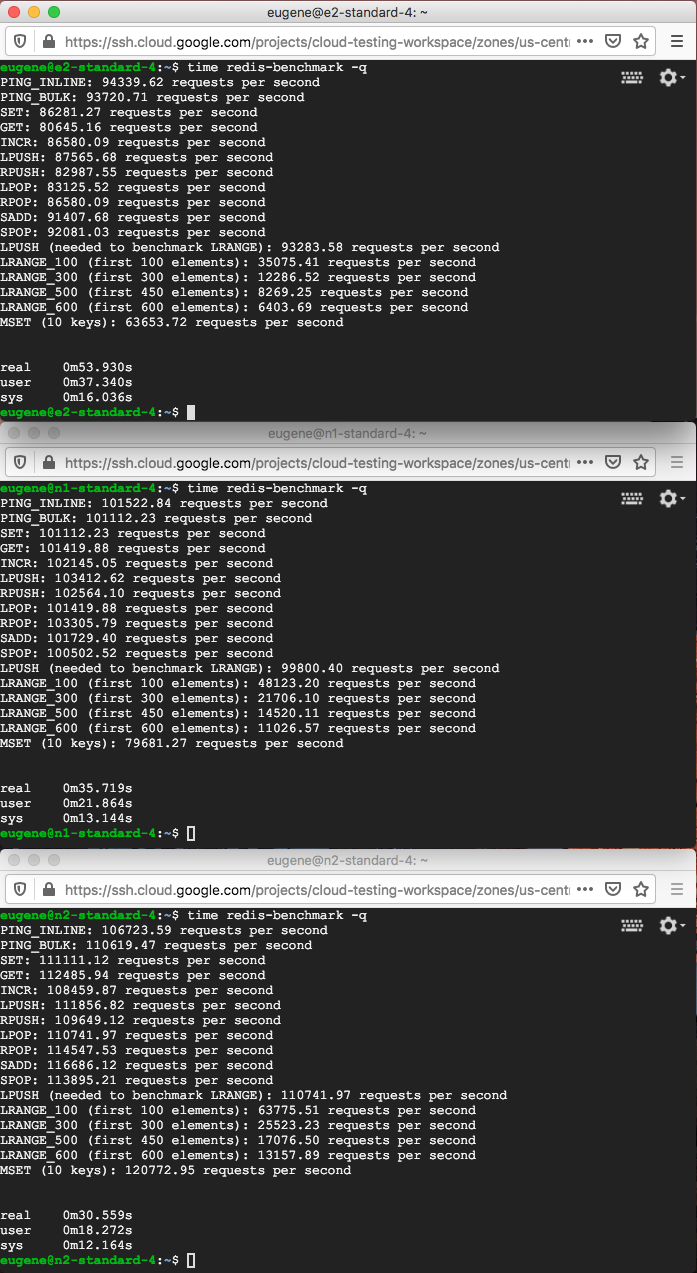 eugene@e2-standard-4: ~
https://ssh.cloud.google.com/projects/cloud-testing-workspace/zones/us-centr
eugene@e2-standard-4:~$ time redis-benchmark -q
PING_INLINE: 94339.62 requests per second
PING_BULK: 93720.71 requests per second
SET: 86281.27 requests per second
GET: 80645.16 requests per second
INCR: 86580.09 requests per second
LPUSH: 87565.68 requests per second
RPUSH: 82987.55 requests per second
LPOP: 83125.52 requests per second
RPOP: 86580.09 requests per second
SADD: 91407.68 requests per second
SPOP: 92081.03 requests per second
LPUSH (needed to benchmark LRANGE): 93283.58 requests per second
LRANGE_100 (first 100 elements): 35075.41 requests per second
LRANGE_300 (first 300 elements): 12286.52 requests per second
LRANGE_500 (first 450 elements): 8269.25 requests per second
LRANGE_600 (first 600 elements): 6403.69 requests per second
MSET (10 keys): 63653.72 requests per second
real 0m53.930s
user 0m37.340s
sys 0m16.036s
eugene@e2-standard-4:~$
eugene@n1-standard-4: ~
https://ssh.cloud.google.com/projects/cloud-testing-workspace/zones/us-centr
eugene@n1-standard-4:~$ time redis-benchmark -q
PING_INLINE: 101522.84 requests per second
PING_BULK: 101112.23 requests per second
SET: 101112.23 requests per second
GET: 101419.88 requests per second
INCR: 102145.05 requests per second
LPUSH: 103412.62 requests per second
RPUSH: 102564.10 requests per second
LPOP: 101419.88 requests per second
RPOP: 103305.79 requests per second
SADD: 101729.40 requests per second
SPOP: 100502.52 requests per second
LPUSH (needed to benchmark LRANGE): 99800.40 requests per second
LRANGE_100 (first 100 elements): 48123.20 requests per second
LRANGE_300 (first 300 elements): 21706.10 requests per second
LRANGE_500 (first 450 elements): 14520.11 requests per second
LRANGE_600 (first 600 elements): 11026.57 requests per second
MSET (10 keys): 79681.27 requests per second
real 0m35.719s
user 0m21.864s
sys 0m13.144s
eugene@n1-standard-4:~$
eugene@n2-standard-4: ~
https://ssh.cloud.google.com/projects/cloud-testing-workspace/zones/us-centr
eugene@n2-standard-4:~$ time redis-benchmark -q
PING_INLINE: 106723.59 requests per second
PING_BULK: 110619.47 requests per second
SET: 111111.12 requests per second
GET: 112485.94 requests per second
INCR: 108459.87 requests per second
LPUSH: 111856.82 requests per second
RPUSH: 109649.12 requests per second
LPOP: 110741.97 requests per second
RPOP: 114547.53 requests per second
SADD: 116686.12 requests per second
SPOP: 113895.21 requests per second
LPUSH (needed to benchmark LRANGE): 110741.97 requests per second
LRANGE_100 (first 100 elements): 63775.51 requests per second
LRANGE_300 (first 300 elements): 25523.23 requests per second
LRANGE_500 (first 450 elements): 17076.50 requests per second
LRANGE_600 (first 600 elements): 13157.89 requests per second
MSET (10 keys): 120772.95 requests per second
real 0m30.559s
user 0m18.272s
sys 0m12.164s
eugene@n2-standard-4:~$